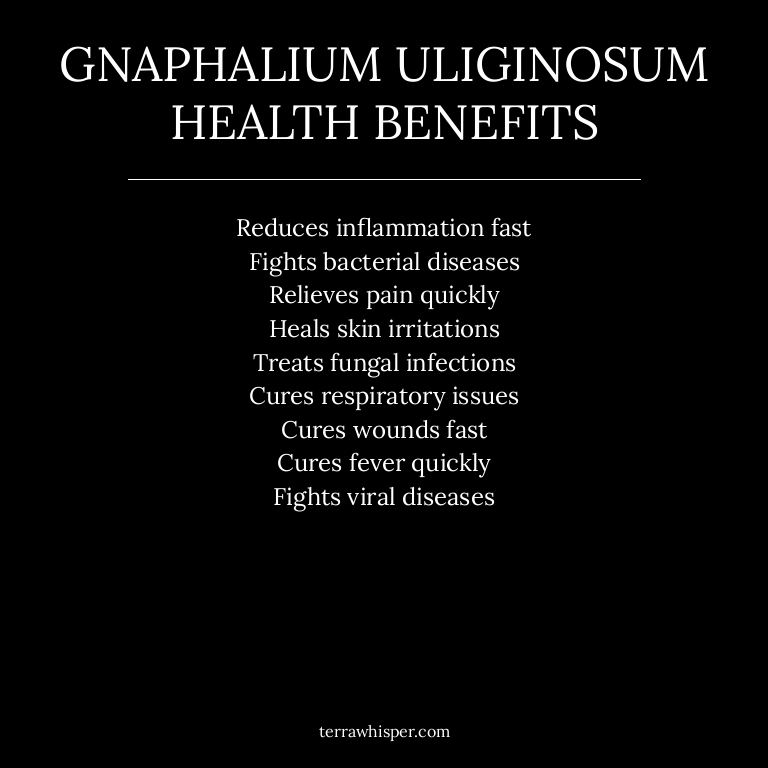 GNAPHALIUM ULIGINOSUM
HEALTH BENEFITS
Reduces inflammation fast
Fights bacterial diseases
Relieves pain quickly
Heals skin irritations
Treats fungal infections
Cures respiratory issues
Cures wounds fast
Cures fever quickly
Fights viral diseases
terrawhisper.com